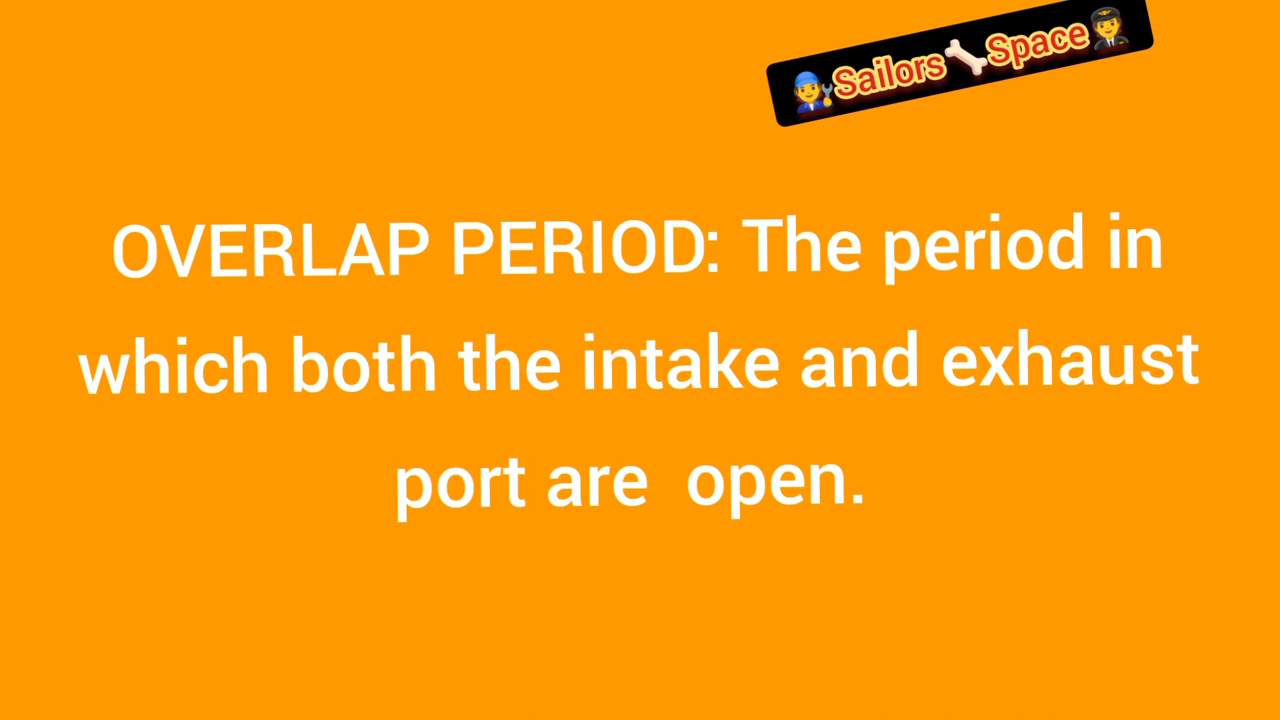 Sailors Space
OVERLAP PERIOD: The period in
which both the intake and exhaust
port are open.